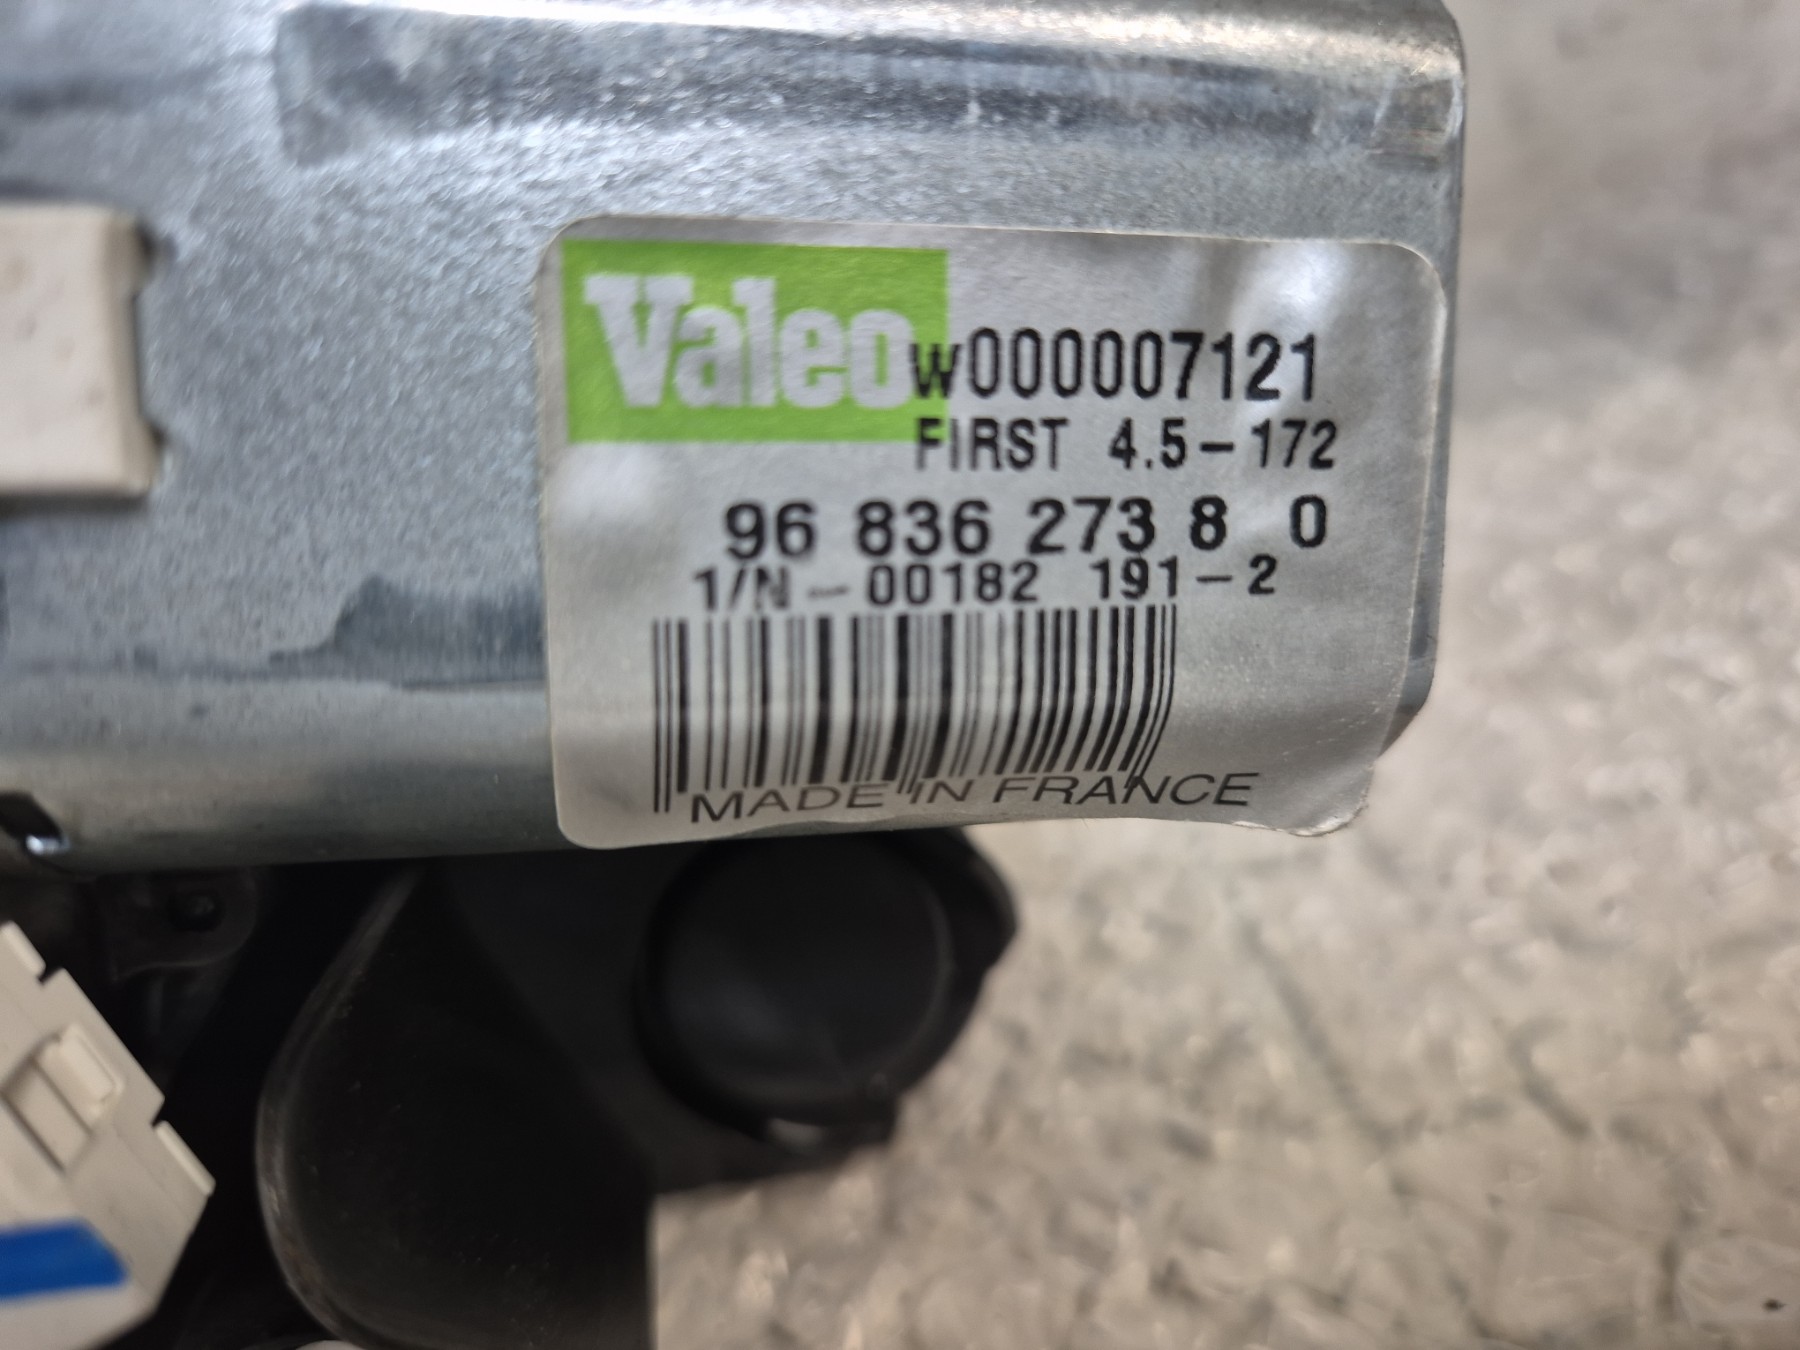 Valeo
w000007121
FIRST 4.5-172
96 836 273 8 0
1/N-00182 191-2
MADE IN FRANCE